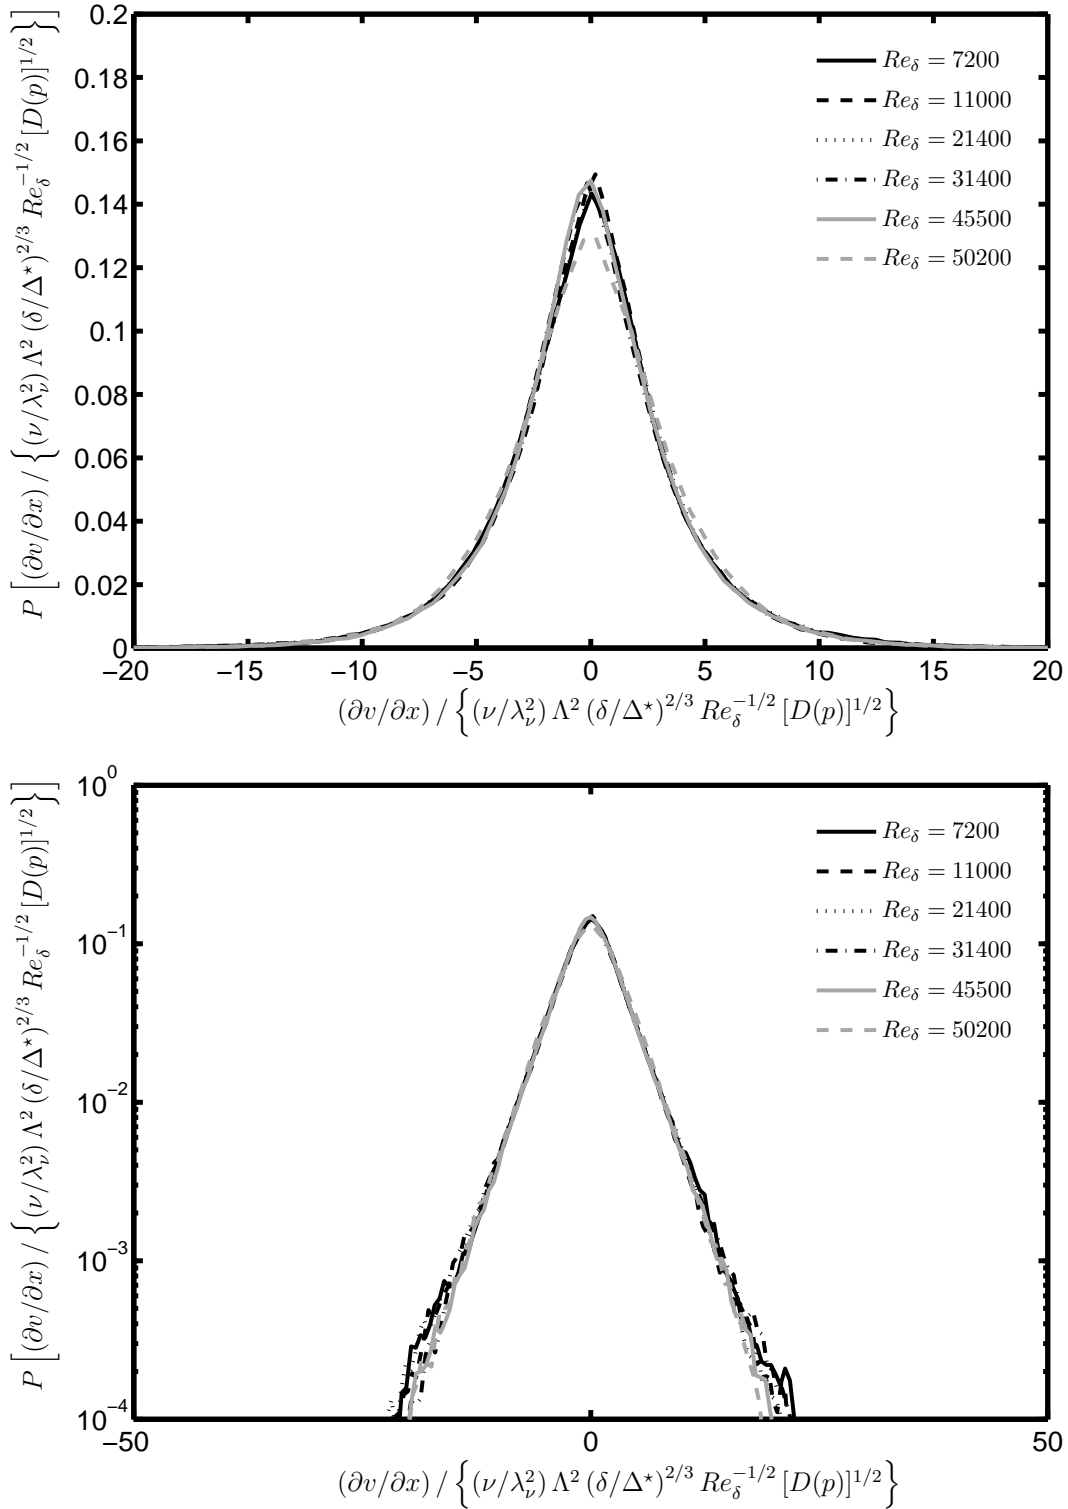 P [(∂v/∂x) / {(ν/λ_ν^2) Λ^2 (δ/Δ⋆)^{2/3} Re_δ^{−1/2} [D(p)]^{1/2}}]
0.2
0.18
0.16
0.14
0.12
0.1
0.08
0.06
0.04
0.02
0
Re_δ = 7200
Re_δ = 11000
Re_δ = 21400
Re_δ = 31400
Re_δ = 45500
Re_δ = 50200
−20 −15 −10 −5 0 5 10 15 20
(∂v/∂x) / {(ν/λ_ν^2) Λ^2 (δ/Δ⋆)^{2/3} Re_δ^{−1/2} [D(p)]^{1/2}}
P [(∂v/∂x) / {(ν/λ_ν^2) Λ^2 (δ/Δ⋆)^{2/3} Re_δ^{−1/2} [D(p)]^{1/2}}]
10^0
10^{−1}
10^{−2}
10^{−3}
10^{−4}
Re_δ = 7200
Re_δ = 11000
Re_δ = 21400
Re_δ = 31400
Re_δ = 45500
Re_δ = 50200
−50 0 50
(∂v/∂x) / {(ν/λ_ν^2) Λ^2 (δ/Δ⋆)^{2/3} Re_δ^{−1/2} [D(p)]^{1/2}}